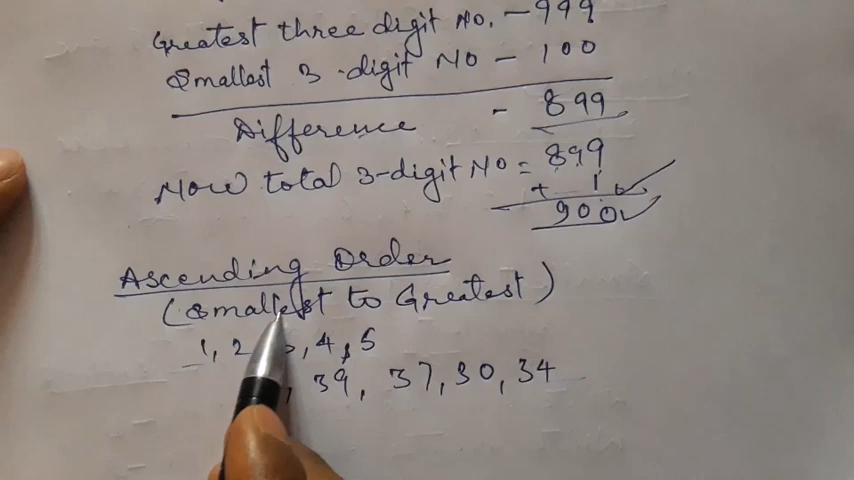 Greatest three digit No. - 999
Smallest 3-digit No - 100
Difference - 899
Now total 3-digit No = 899
+ 1
900
Ascending Order
(Smallest to Greatest)
1, 2, 3, 4, 5
, 39, 37, 30, 34